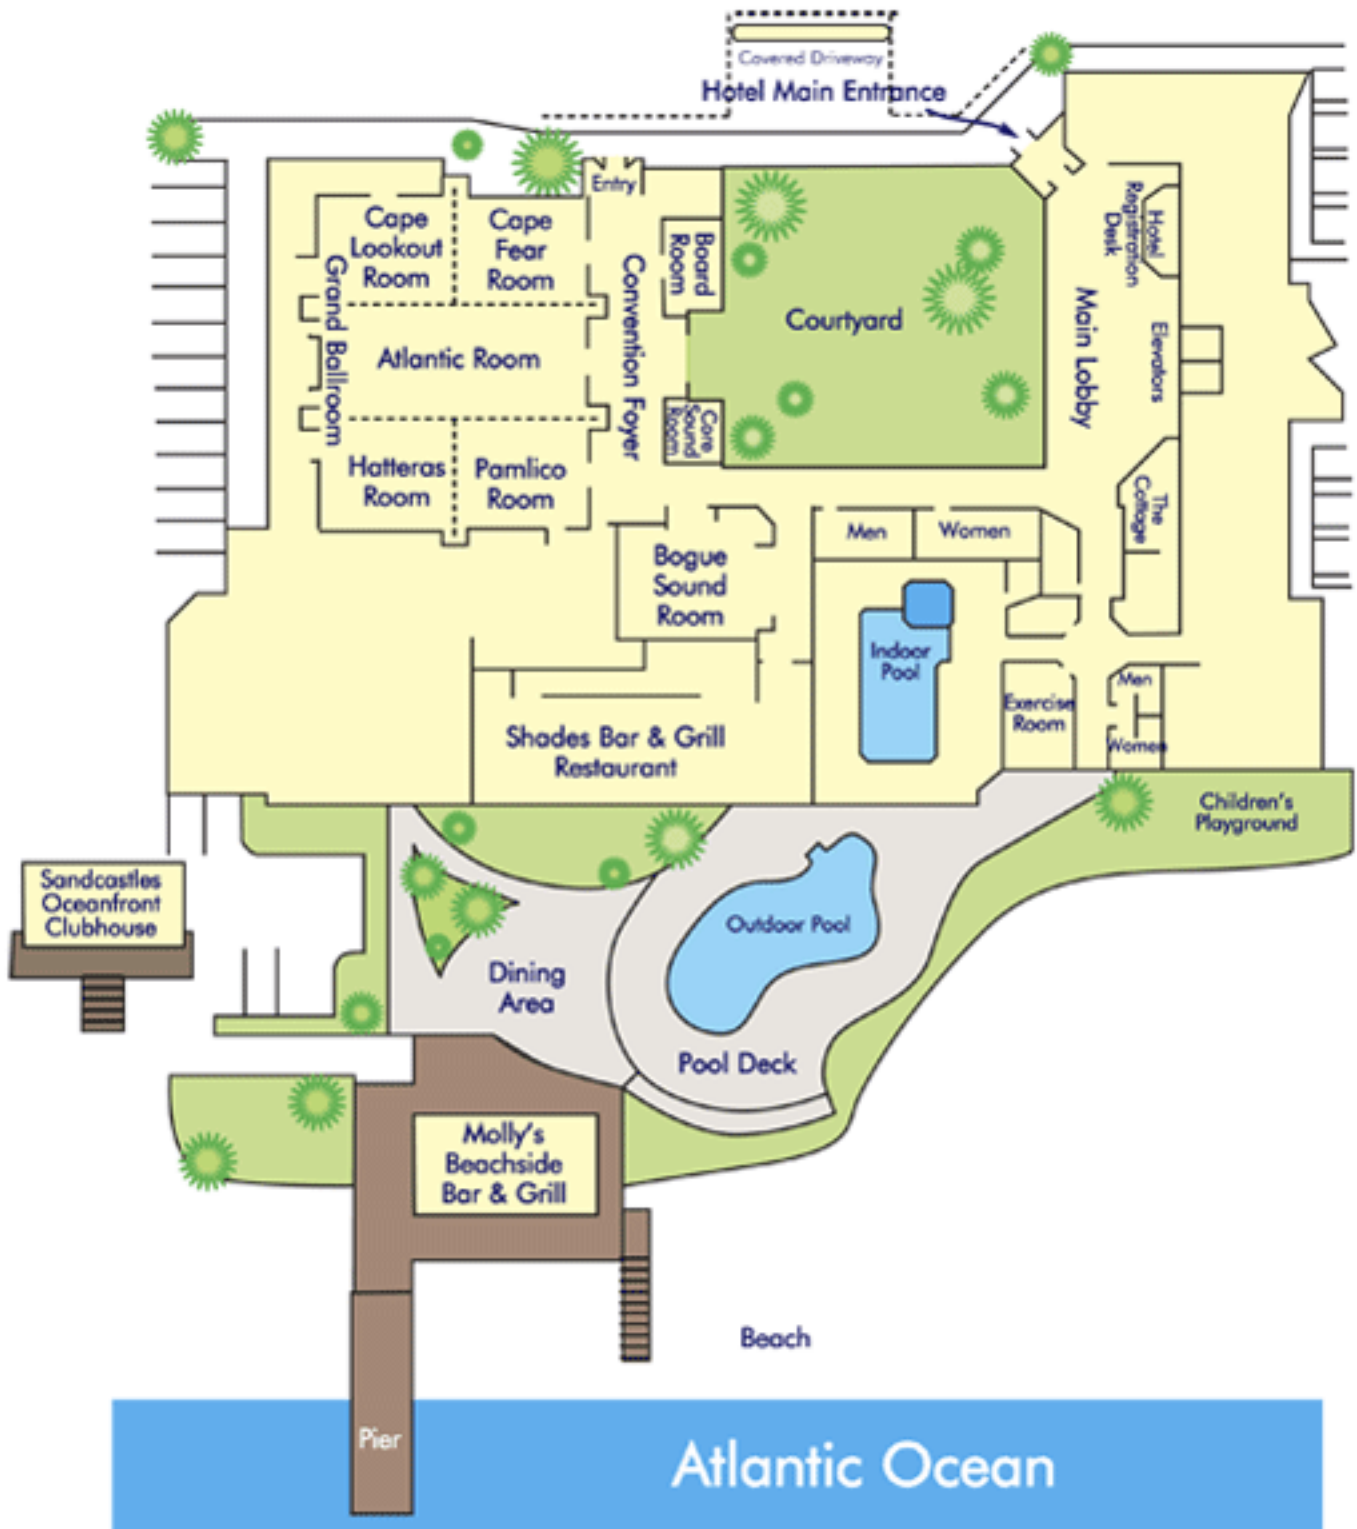 Covered Driveway
Hotel Main Entrance
Entry
Cape
Lookout
Room
Cape
Fear
Room
Board
Room
Hotel
Registration
Desk
Grand Ballroom
Convention Foyer
Courtyard
Main Lobby
Elevators
Atlantic Room
Core
Sound
Room
Hatteras
Room
Pamlico
Room
The
Cottage
Men
Women
Bogue
Sound
Room
Indoor
Pool
Exercise
Room
Men
Women
Shades Bar & Grill
Restaurant
Children's
Playground
Sandcastles
Oceanfront
Clubhouse
Outdoor Pool
Dining
Area
Pool Deck
Molly's
Beachside
Bar & Grill
Beach
Pier
Atlantic Ocean